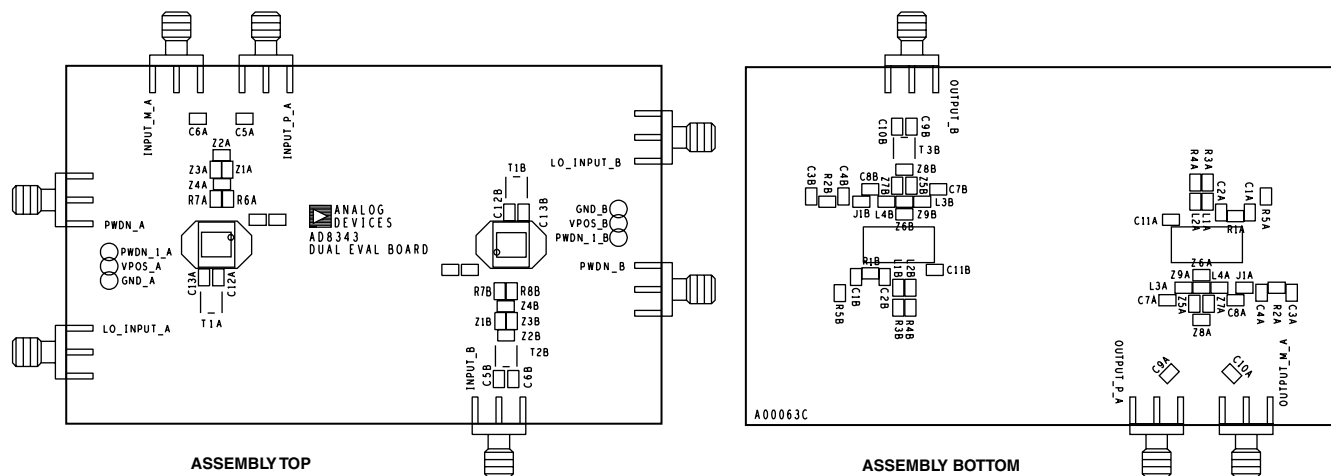 INPUT_M_A
INPUT_P_A
C6A
C5A
Z2A
Z3A
Z1A
Z4A
R7A
R6A
PWDN_A
PWDN_1_A
VPOS_A
GND_A
C13A
C12A
T1A
LO_INPUT_A
ANALOG
DEVICES
AD8343
DUAL EVAL BOARD
LO_INPUT_B
T1B
C12B
C13B
GND_B
VPOS_B
PWDN_1_B
PWDN_B
R7B
R8B
Z4B
Z1B
Z3B
Z2B
T2B
INPUT_B
C5B
C6B
ASSEMBLY TOP
OUTPUT_B
C10B
C9B
T3B
Z8B
C3B
R2B
C4B
C8B
Z7B
Z5B
C7B
J1B
L4B
L3B
Z9B
Z6B
R1B
L1B
L2B
C11B
C1B
C2B
R5B
R3B
R4B
R4A
R3A
C2A
C1A
R5A
C11A
L2A
L1A
R1A
Z6A
Z9A
L4A
J1A
L3A
C7A
Z5A
Z7A
C8A
C4A
R2A
C3A
Z8A
OUTPUT_P_A
C9A
C10A
OUTPUT_M_A
A00063C
ASSEMBLY BOTTOM